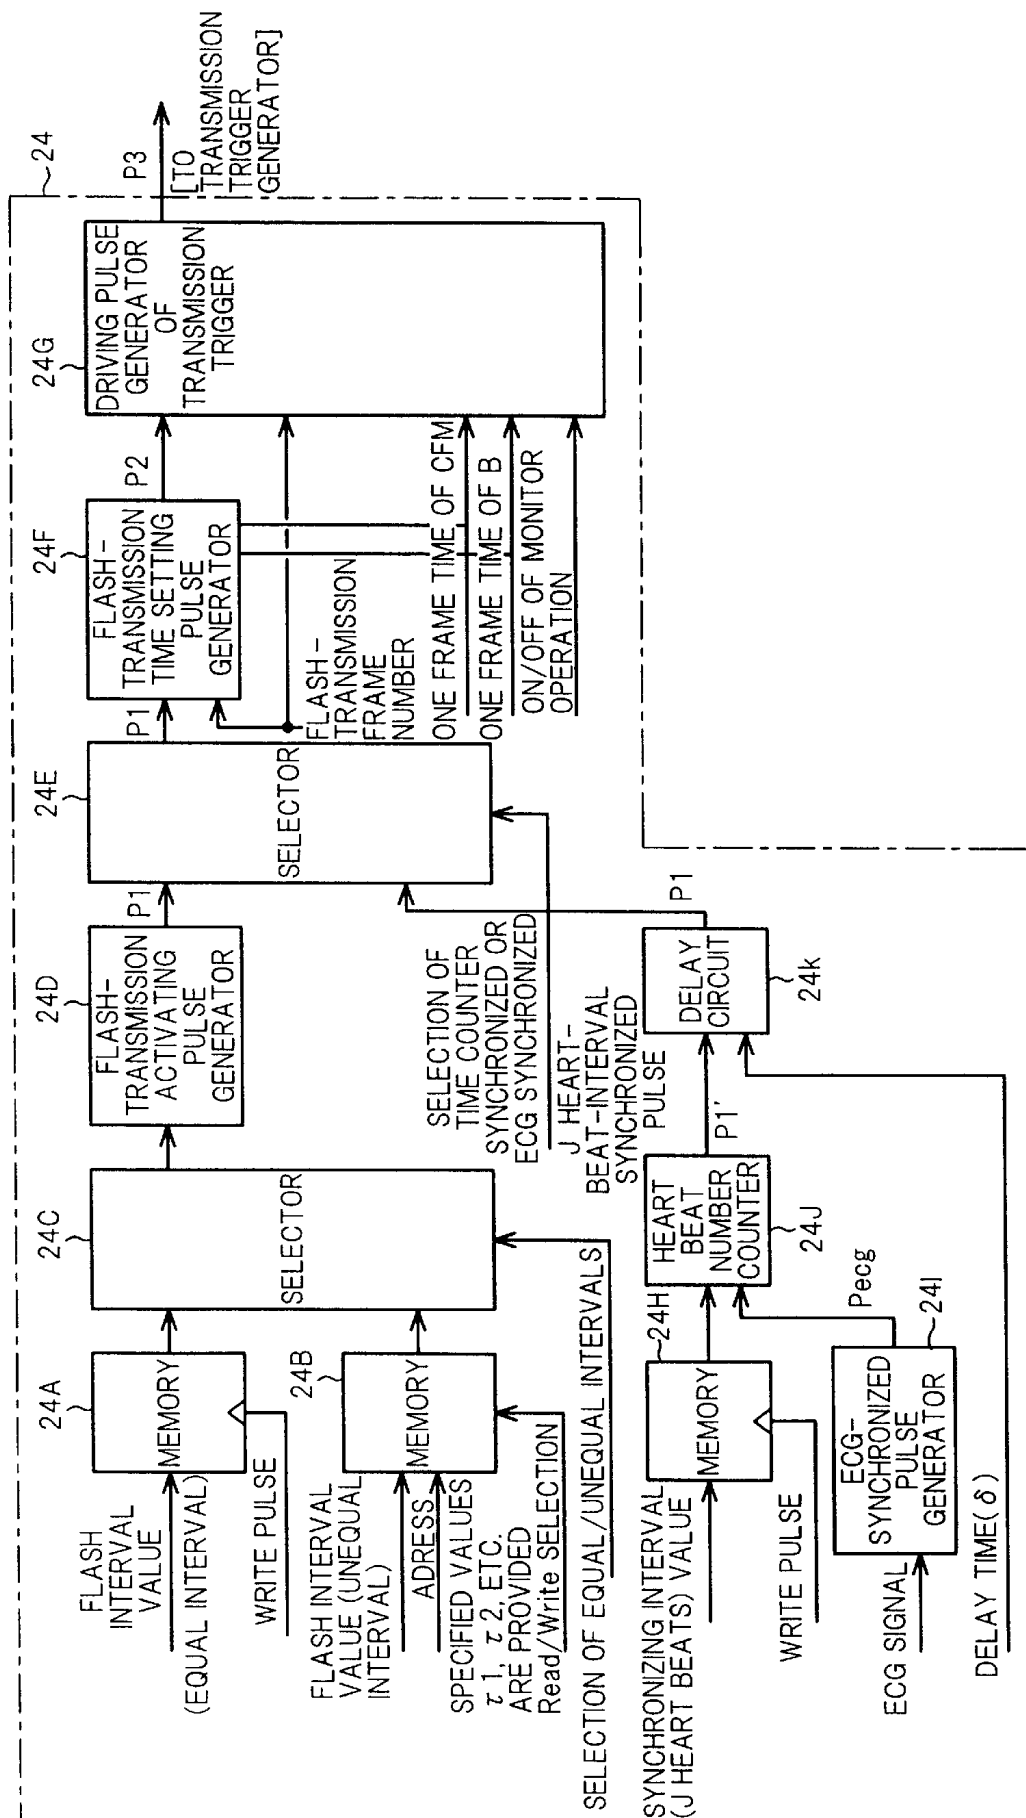 24
24A
FLASH
INTERVAL
VALUE
(EQUAL INTERVAL)
WRITE PULSE
MEMORY
24B
FLASH INTERVAL
VALUE (UNEQUAL
INTERVAL)
ADRESS
SPECIFIED VALUES
τ1, τ2, ETC.
ARE PROVIDED
Read/Write SELECTION
MEMORY
24C
SELECTOR
SELECTION OF EQUAL/UNEQUAL INTERVALS
24D
FLASH-
TRANSMISSION
ACTIVATING
PULSE
GENERATOR
P1
24E
SELECTOR
SELECTION OF
TIME COUNTER
SYNCHRONIZED OR
ECG SYNCHRONIZED
P1
24F
FLASH-
TRANSMISSION
TIME SETTING
PULSE
GENERATOR
P2
FLASH-
TRANSMISSION
FRAME
NUMBER
ONE FRAME TIME OF CFM
ONE FRAME TIME OF B
ON/OFF OF MONITOR
OPERATION
24G
DRIVING PULSE
GENERATOR
OF
TRANSMISSION
TRIGGER
P3
[TO
TRANSMISSION
TRIGGER
GENERATOR]
SYNCHRONIZING INTERVAL
(J HEART BEATS) VALUE
WRITE PULSE
24H
MEMORY
ECG SIGNAL
ECG-
SYNCHRONIZED
PULSE
GENERATOR
24I
Pecg
HEART
BEAT
NUMBER
COUNTER
24J
P1'
J HEART-
BEAT-INTERVAL
SYNCHRONIZED
PULSE
DELAY
CIRCUIT
24k
P1
DELAY TIME(δ)